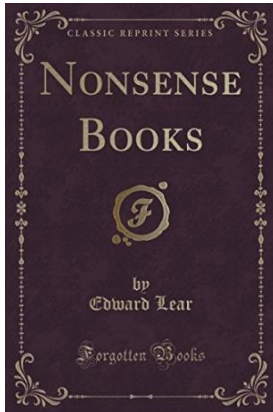 CLASSIC REPRINT SERIES
NONSENSE
BOOKS
F
by
Edward Lear
Forgotten Books